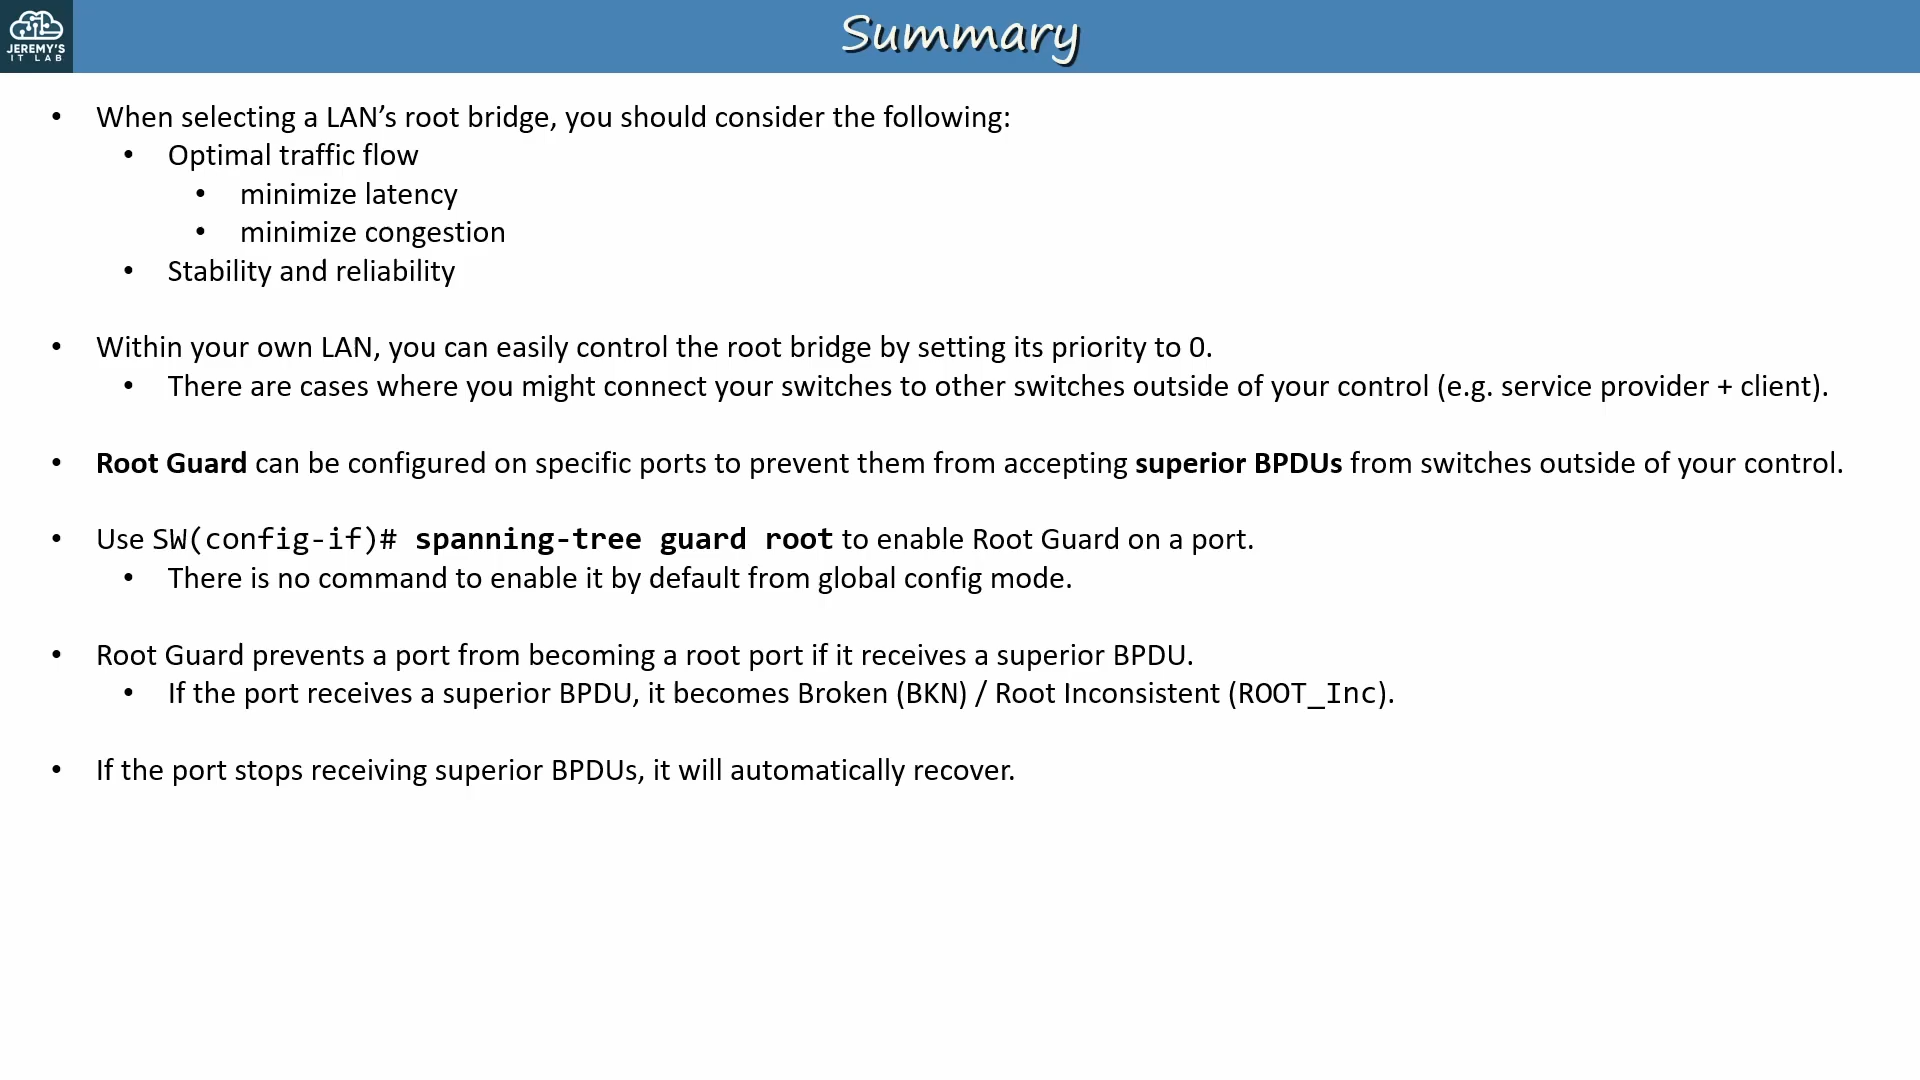 JEREMY'S
IT LAB
Summary
• When selecting a LAN’s root bridge, you should consider the following:
• Optimal traffic flow
• minimize latency
• minimize congestion
• Stability and reliability
• Within your own LAN, you can easily control the root bridge by setting its priority to 0.
• There are cases where you might connect your switches to other switches outside of your control (e.g. service provider + client).
• Root Guard can be configured on specific ports to prevent them from accepting superior BPDUs from switches outside of your control.
• Use SW(config-if)# spanning-tree guard root to enable Root Guard on a port.
• There is no command to enable it by default from global config mode.
• Root Guard prevents a port from becoming a root port if it receives a superior BPDU.
• If the port receives a superior BPDU, it becomes Broken (BKN) / Root Inconsistent (ROOT_Inc).
• If the port stops receiving superior BPDUs, it will automatically recover.